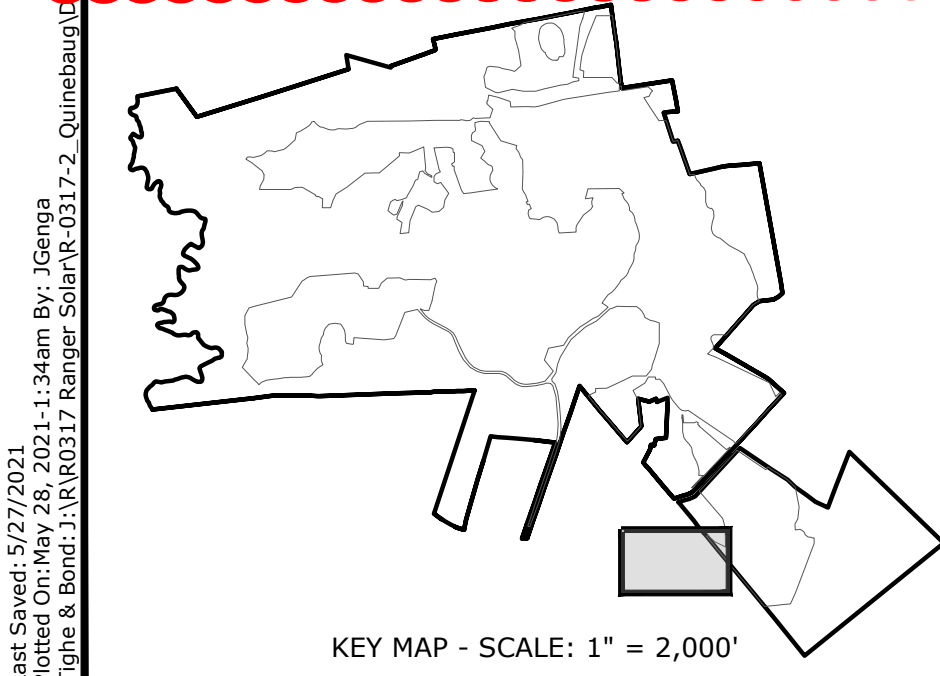 ast Saved: 5/27/2021
Plotted On:May 28, 2021-1:34am By: JGenga
Tighe & Bond: J:\R\R0317 Ranger Solar\R-0317-2_Quinebaug\D
KEY MAP - SCALE: 1" = 2,000'